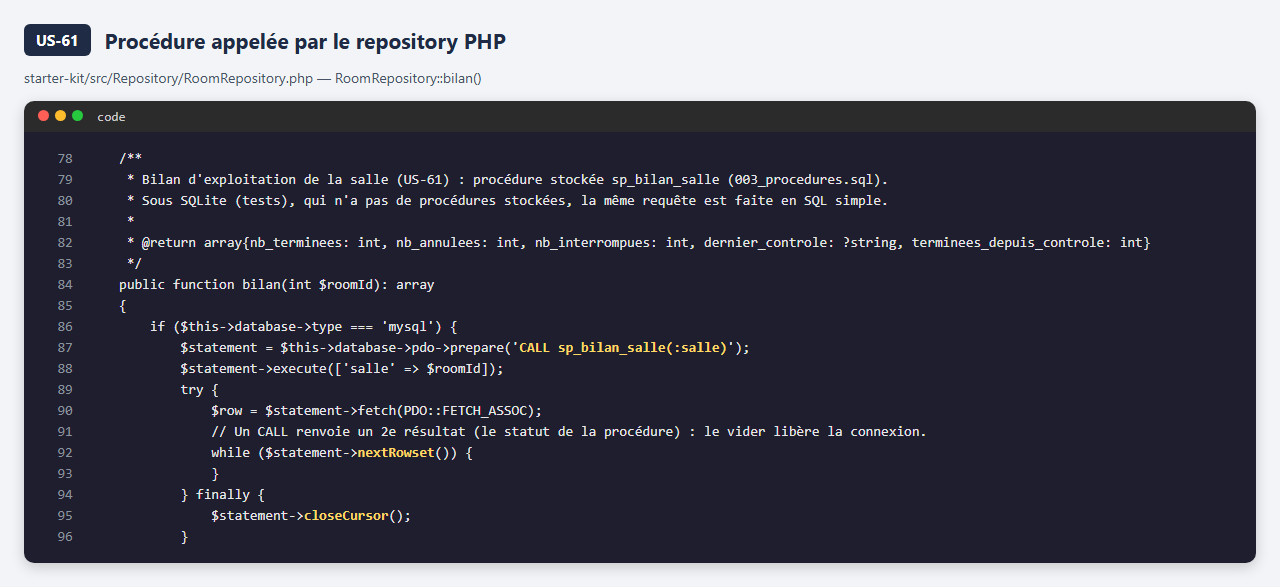 US-61 Procédure appelée par le repository PHP
starter-kit/src/Repository/RoomRepository.php — RoomRepository::bilan()
code
78 /**
79 * Bilan d'exploitation de la salle (US-61) : procédure stockée sp_bilan_salle (003_procedures.sql).
80 * Sous SQLite (tests), qui n'a pas de procédures stockées, la même requête est faite en SQL simple.
81 *
82 * @return array{nb_terminees: int, nb_annulees: int, nb_interrompues: int, dernier_controle: ?string, terminees_depuis_controle: int}
83 */
84 public function bilan(int $roomId): array
85 {
86 if ($this->database->type === 'mysql') {
87 $statement = $this->database->pdo->prepare('CALL sp_bilan_salle(:salle)');
88 $statement->execute(['salle' => $roomId]);
89 try {
90 $row = $statement->fetch(PDO::FETCH_ASSOC);
91 // Un CALL renvoie un 2e résultat (le statut de la procédure) : le vider libère la connexion.
92 while ($statement->nextRowset()) {
93 }
94 } finally {
95 $statement->closeCursor();
96 }